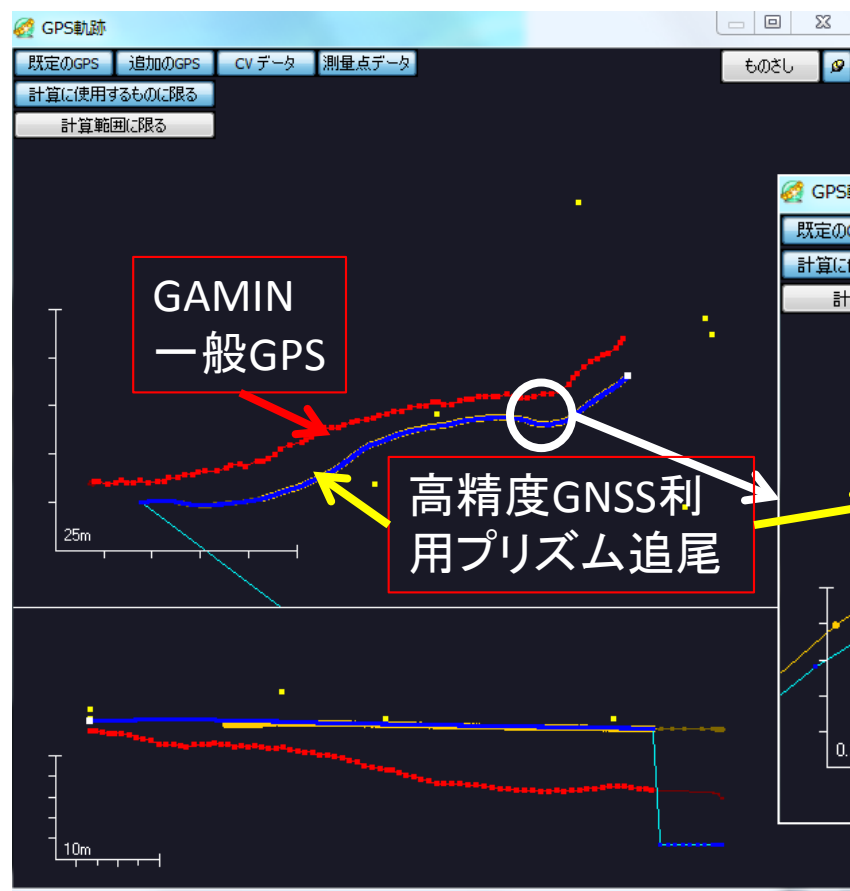 GPS軌跡
既定のGPS 追加のGPS CV データ 測量点データ ものさし
計算に使用するものに限る
計算範囲に限る
GPS
既定の
計算に
計
GAMIN
一般GPS
高精度GNSS利
用プリズム追尾
25m
0.
10m